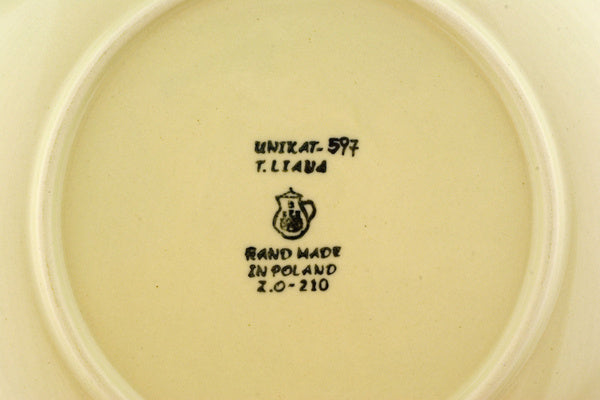 UNIKAT-597
T. LIANA
HAND MADE
IN POLAND
Z.O-210